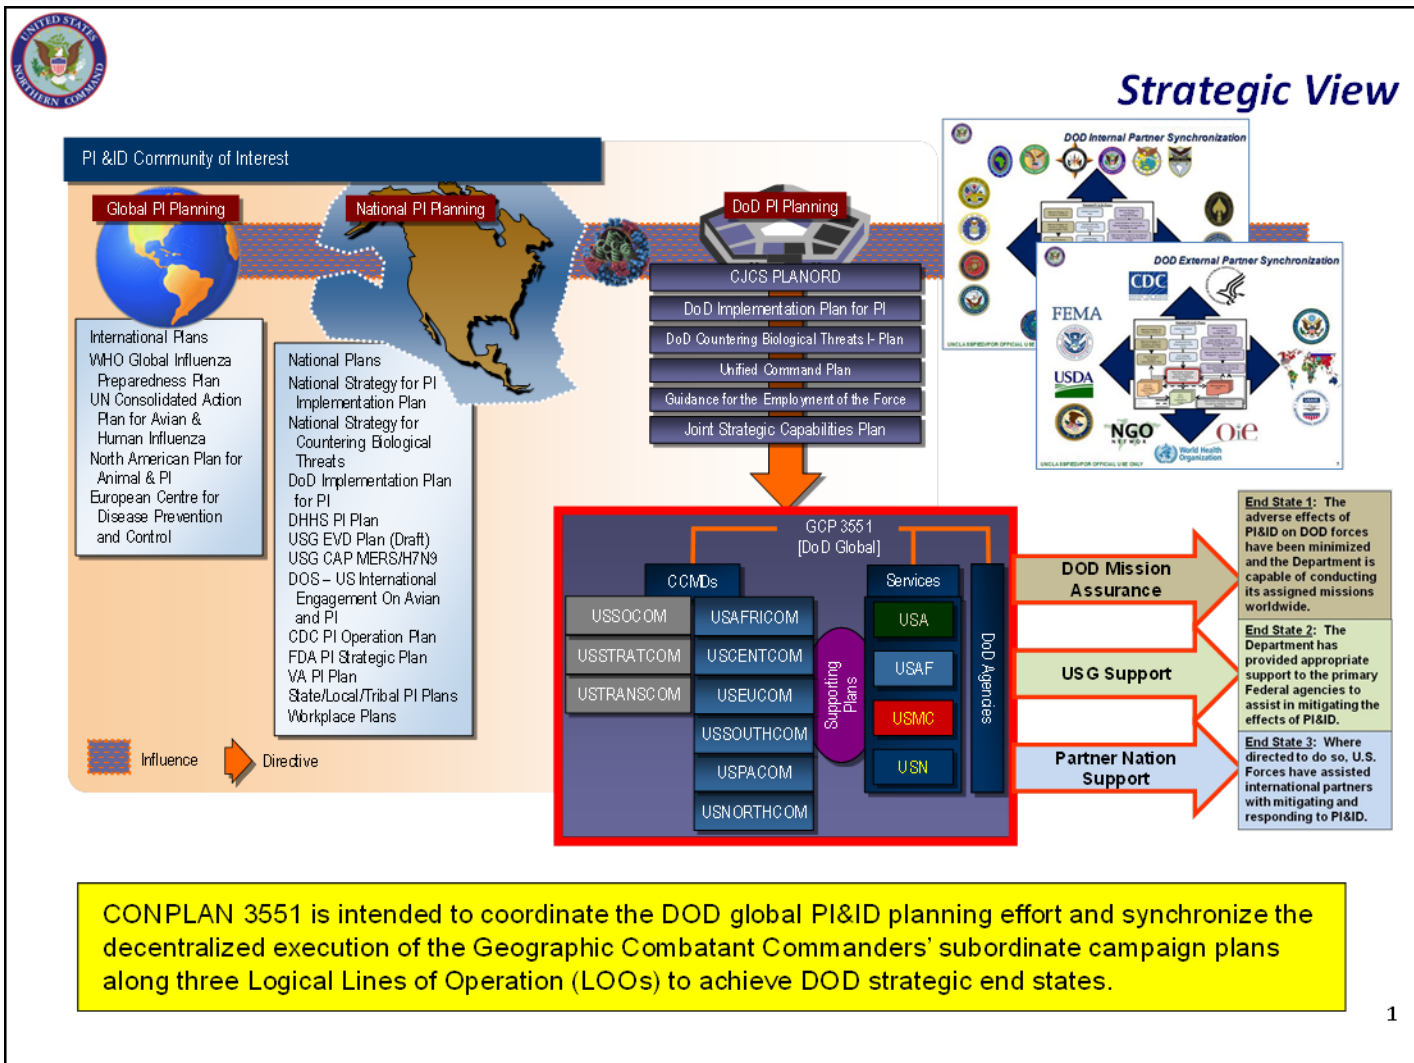 UNITED STATES
NORTHERN COMMAND
Strategic View
PI &ID Community of Interest
Global PI Planning
National PI Planning
DoD PI Planning
International Plans
WHO Global Influenza
Preparedness Plan
UN Consolidated Action
Plan for Avian &
Human Influenza
North American Plan for
Animal & PI
European Centre for
Disease Prevention
and Control
National Plans
National Strategy for PI
Implementation Plan
National Strategy for
Countering Biological
Threats
DoD Implementation Plan
for PI
DHHS PI Plan
USG EVD Plan (Draft)
USG CAP MERS/H7N9
DOS – US International
Engagement On Avian
and PI
CDC PI Operation Plan
FDA PI Strategic Plan
VA PI Plan
State/Local/Tribal PI Plans
Workplace Plans
Influence
Directive
CJCS PLANORD
DoD Implementation Plan for PI
DoD Countering Biological Threats I- Plan
Unified Command Plan
Guidance for the Employment of the Force
Joint Strategic Capabilities Plan
DOD Internal Partner Synchronization
DOD External Partner Synchronization
CDC
FEMA
USDA
NGO
NETWORK
World Health
Organization
Oie
UNCLASSIFIED/FOR OFFICIAL USE ONLY
7
GCP 3551
[DoD Global]
CCMDs
USSOCOM
USSTRATCOM
USTRANSCOM
USAFRICOM
USCENTCOM
USEUCOM
USSOUTHCOM
USPACOM
USNORTHCOM
Supporting
Plans
Services
USA
USAF
USMC
USN
DoD Agencies
DOD Mission
Assurance
USG Support
Partner Nation
Support
End State 1: The
adverse effects of
PI&ID on DOD forces
have been minimized
and the Department is
capable of conducting
its assigned missions
worldwide.
End State 2: The
Department has
provided appropriate
support to the primary
Federal agencies to
assist in mitigating the
effects of PI&ID.
End State 3: Where
directed to do so, U.S.
Forces have assisted
international partners
with mitigating and
responding to PI&ID.
CONPLAN 3551 is intended to coordinate the DOD global PI&ID planning effort and synchronize the
decentralized execution of the Geographic Combatant Commanders’ subordinate campaign plans
along three Logical Lines of Operation (LOOs) to achieve DOD strategic end states.
1